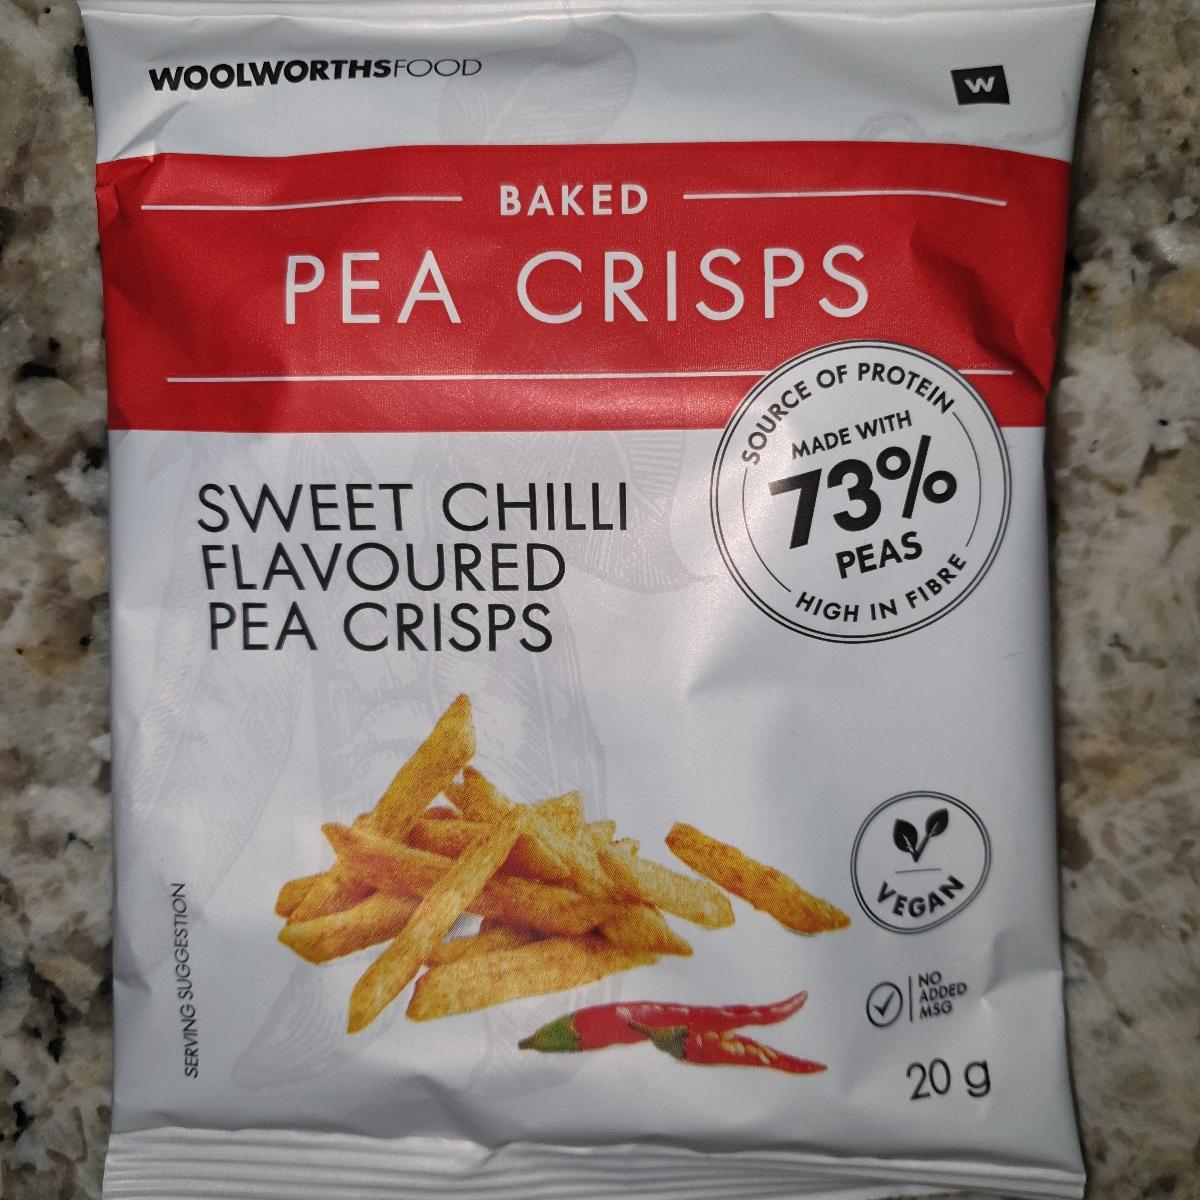 WOOLWORTHSFOOD
W
BAKED
PEA CRISPS
SOURCE OF PROTEIN
MADE WITH
73%
PEAS
HIGH IN FIBRE
SWEET CHILLI
FLAVOURED
PEA CRISPS
VEGAN
SERVING SUGGESTION
NO
ADDED
MSG
20 g